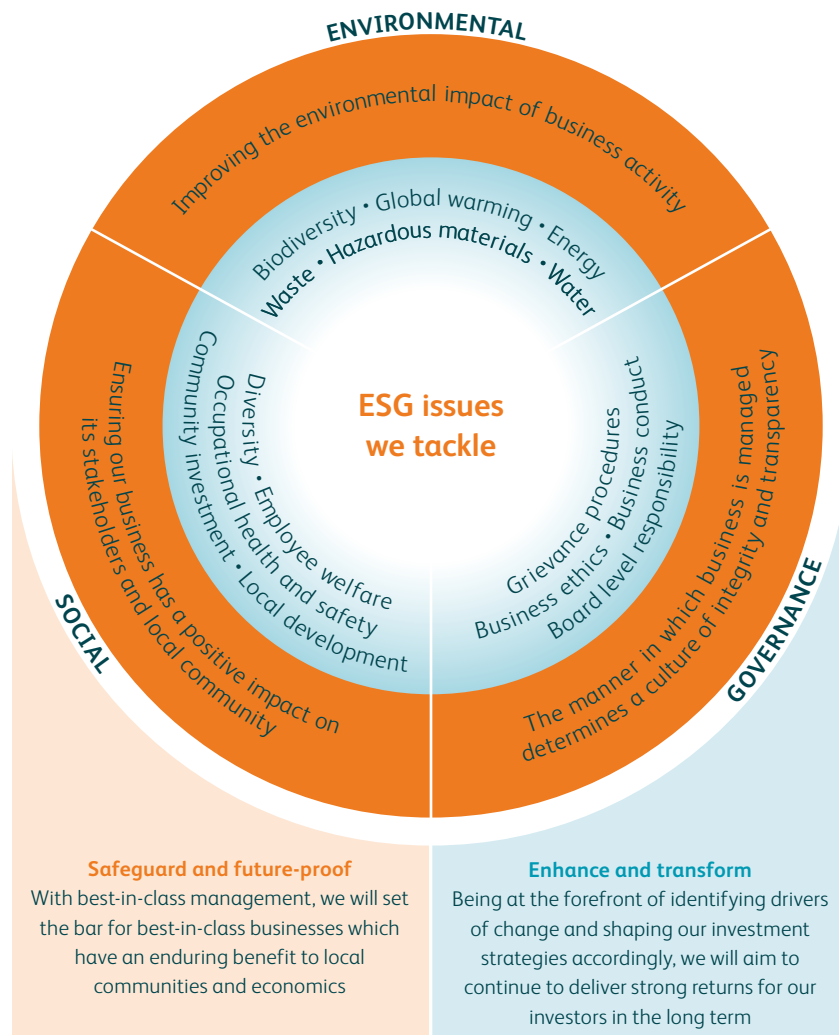 ENVIRONMENTAL
Improving the environmental impact of business activity
Biodiversity • Global warming • Energy
Waste • Hazardous materials • Water
ESG issues
we tackle
Diversity • Employee welfare
Occupational health and safety
Community investment • Local development
Ensuring our business has a positive impact on
its stakeholders and local community
SOCIAL
Grievance procedures
Business ethics • Business conduct
Board level responsibility
The manner in which business is managed
determines a culture of integrity and transparency
GOVERNANCE
Safeguard and future-proof
With best-in-class management, we will set
the bar for best-in-class businesses which
have an enduring benefit to local
communities and economics
Enhance and transform
Being at the forefront of identifying drivers
of change and shaping our investment
strategies accordingly, we will aim to
continue to deliver strong returns for our
investors in the long term